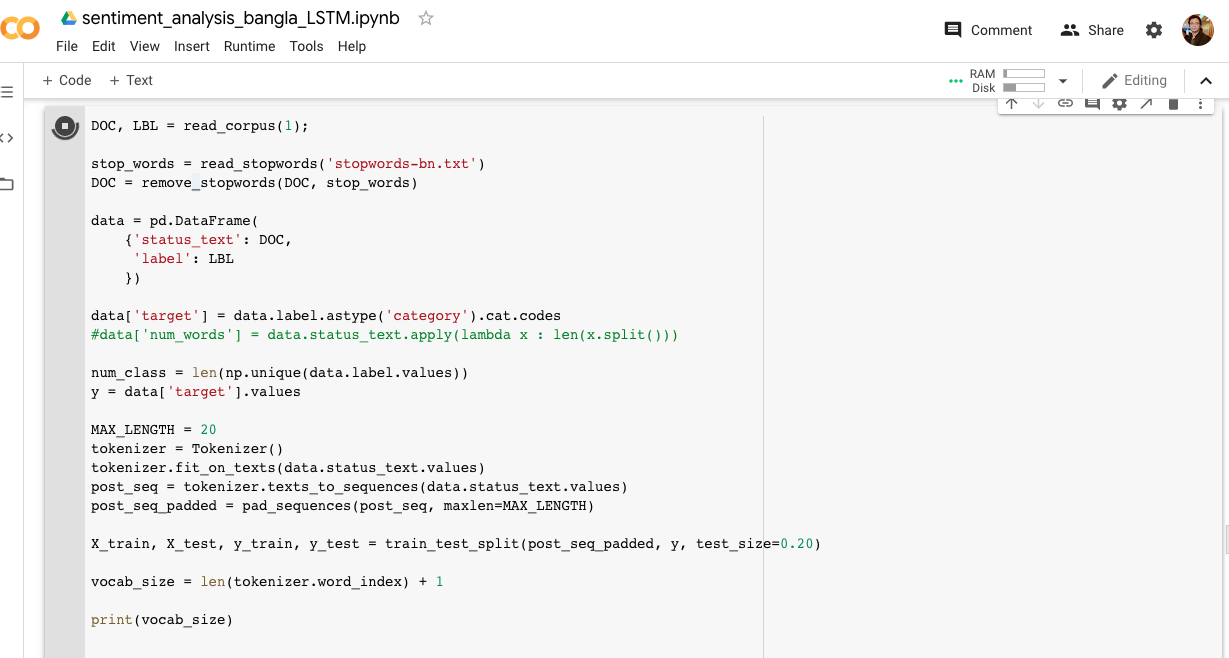 sentiment_analysis_bangla_LSTM.ipynb
File Edit View Insert Runtime Tools Help
Comment
Share
+ Code + Text
RAM
Disk
Editing
DOC, LBL = read_corpus(1);
stop_words = read_stopwords('stopwords-bn.txt')
DOC = remove_stopwords(DOC, stop_words)
data = pd.DataFrame(
{'status_text': DOC,
'label': LBL
})
data['target'] = data.label.astype('category').cat.codes
#data['num_words'] = data.status_text.apply(lambda x : len(x.split()))
num_class = len(np.unique(data.label.values))
y = data['target'].values
MAX_LENGTH = 20
tokenizer = Tokenizer()
tokenizer.fit_on_texts(data.status_text.values)
post_seq = tokenizer.texts_to_sequences(data.status_text.values)
post_seq_padded = pad_sequences(post_seq, maxlen=MAX_LENGTH)
X_train, X_test, y_train, y_test = train_test_split(post_seq_padded, y, test_size=0.20)
vocab_size = len(tokenizer.word_index) + 1
print(vocab_size)